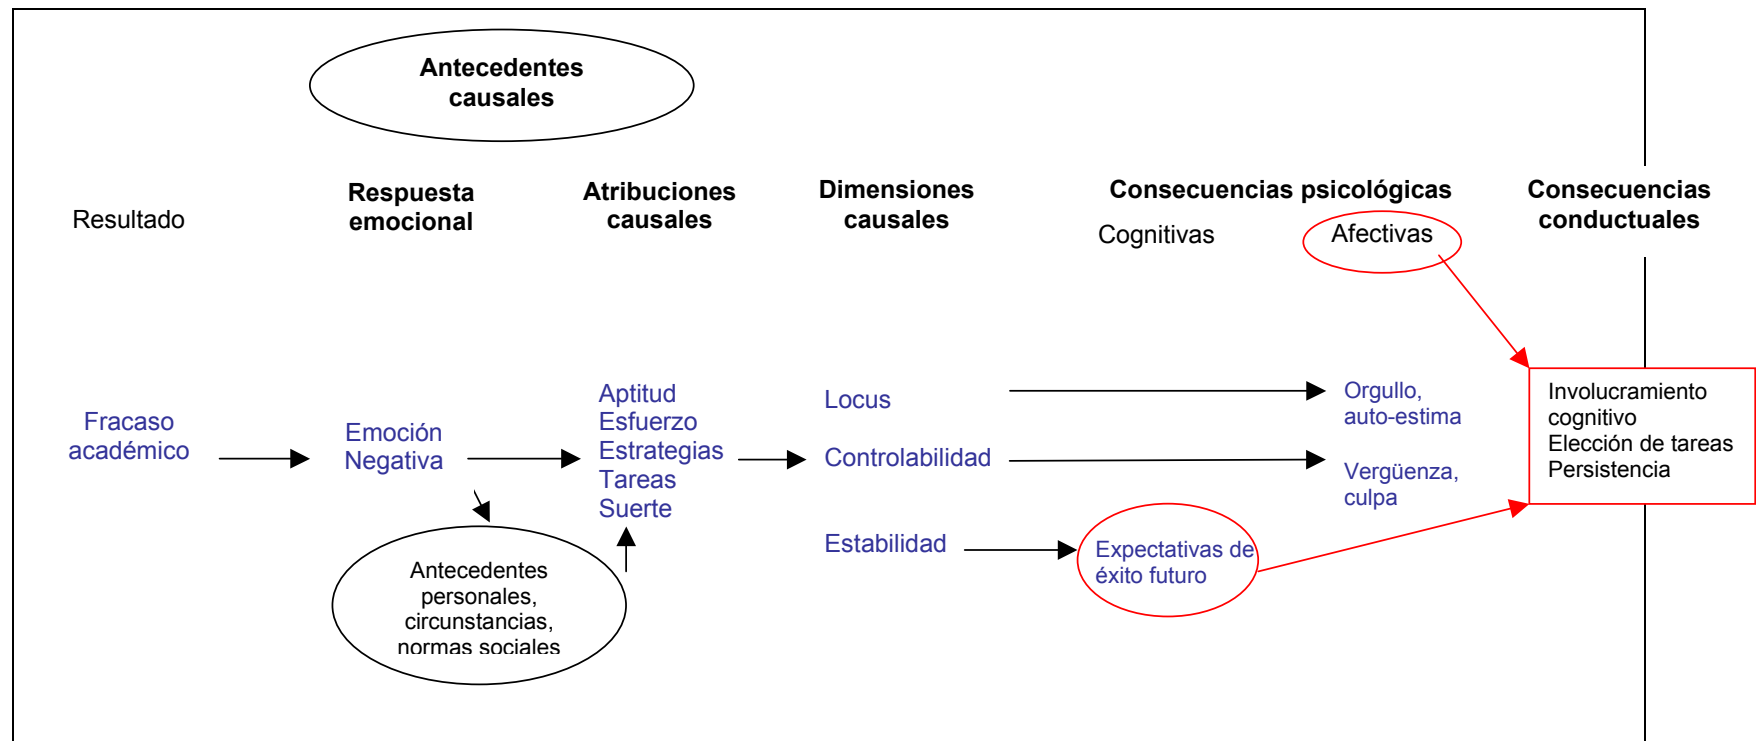 Antecedentes
causales
Resultado
Respuesta
emocional
Atribuciones
causales
Dimensiones
causales
Consecuencias psicológicas
Cognitivas
Afectivas
Consecuencias
conductuales
Fracaso
académico
Emoción
Negativa
Aptitud
Esfuerzo
Estrategias
Tareas
Suerte
Locus
Controlabilidad
Estabilidad
Orgullo,
auto-estima
Vergüenza,
culpa
Expectativas de
éxito futuro
Involucramiento
cognitivo
Elección de tareas
Persistencia
Antecedentes
personales,
circunstancias,
normas sociales